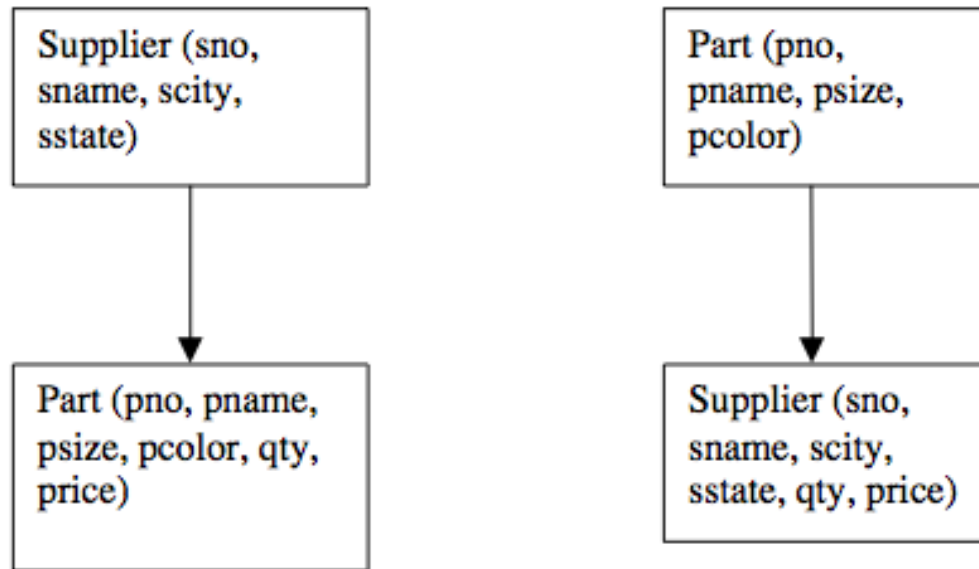 Supplier (sno,
sname, scity,
sstate)
Part (pno,
pname, psize,
pcolor)
Part (pno, pname,
psize, pcolor, qty,
price)
Supplier (sno,
sname, scity,
sstate, qty, price)